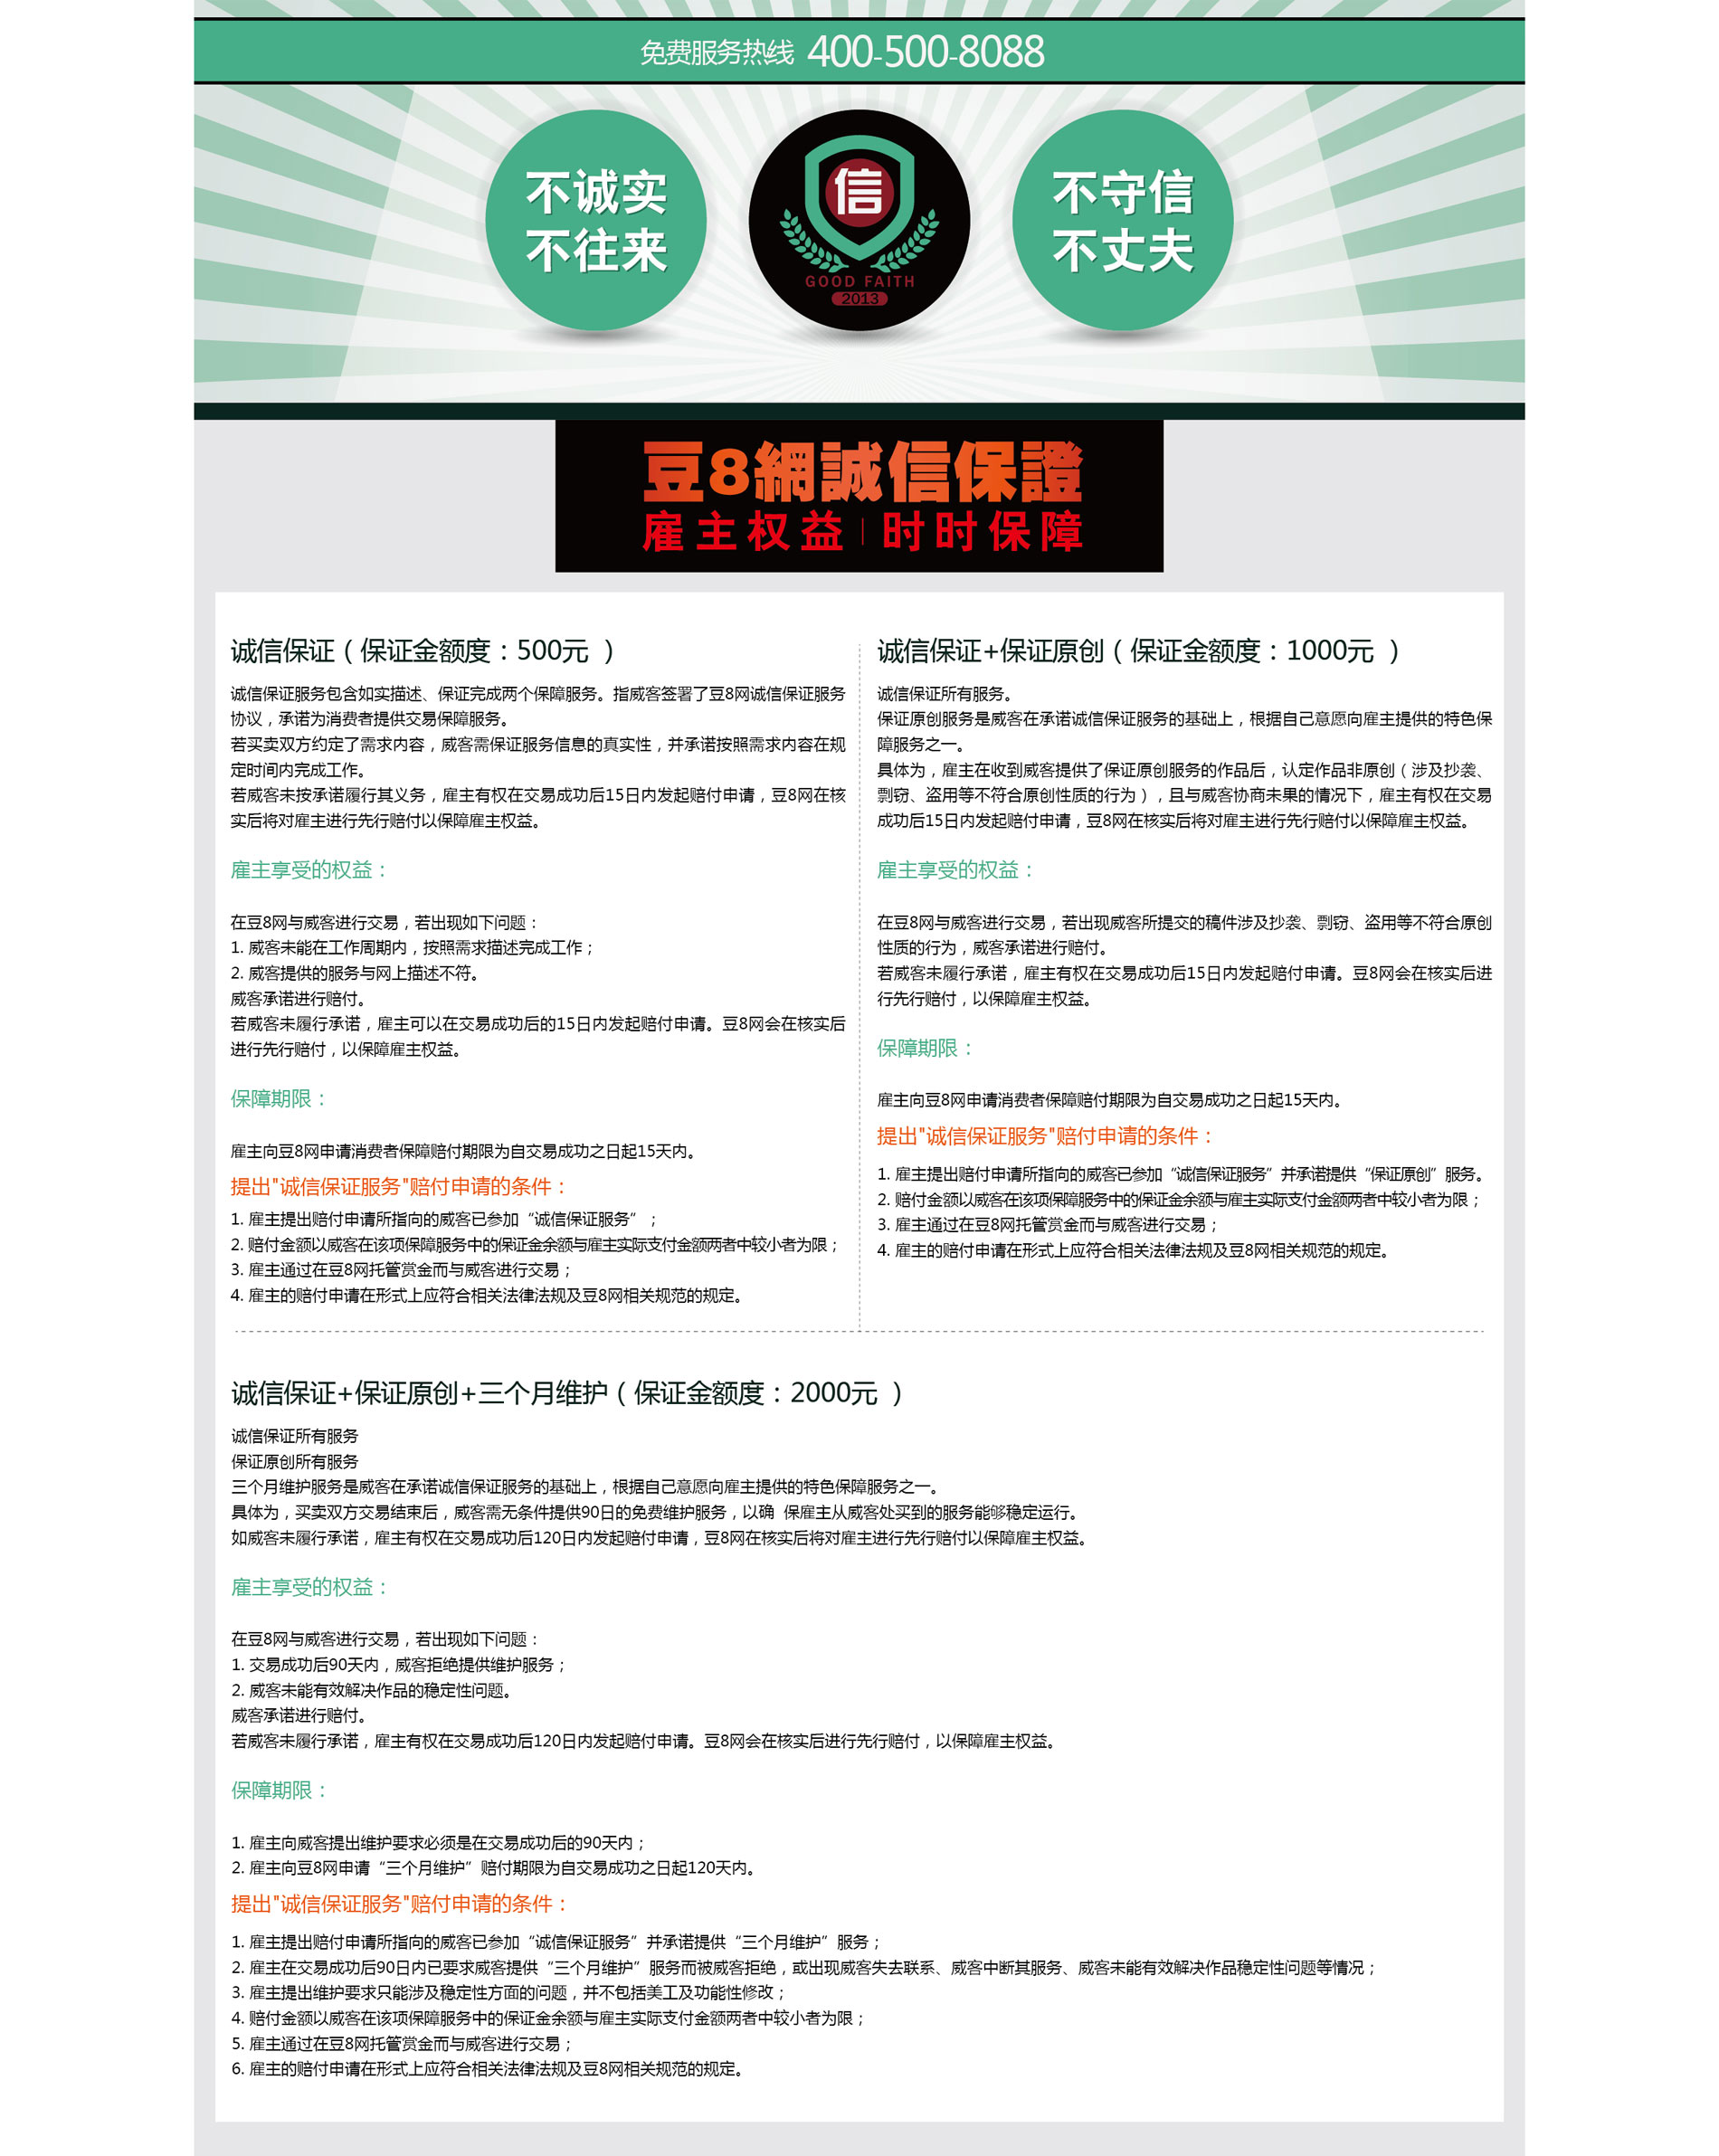 免费服务热线 400-500-8088
不诚实
不往来
信
GOOD FAITH
2013
不守信
不丈夫
豆8網誠信保證
雇主权益|时时保障
诚信保证(保证金额度:500元 )
诚信保证服务包含如实描述、保证完成两个保障服务。指威客签署了豆8网诚信保证服务
协议,承诺为消费者提供交易保障服务。
若买卖双方约定了需求内容,威客需保证服务信息的真实性,并承诺按照需求内容在规
定时间内完成工作。
若威客未按承诺履行其义务,雇主有权在交易成功后15日内发起赔付申请,豆8网在核
实后将对雇主进行先行赔付以保障雇主权益。
雇主享受的权益:
在豆8网与威客进行交易,若出现如下问题:
1. 威客未能在工作周期内,按照需求描述完成工作;
2. 威客提供的服务与网上描述不符。
威客承诺进行赔付。
若威客未履行承诺,雇主可以在交易成功后的15日内发起赔付申请。豆8网会在核实后
进行先行赔付,以保障雇主权益。
保障期限:
雇主向豆8网申请消费者保障赔付期限为自交易成功之日起15天内。
提出"诚信保证服务"赔付申请的条件:
1. 雇主提出赔付申请所指向的威客已参加“诚信保证服务”;
2. 赔付金额以威客在该项保障服务中的保证金余额与雇主实际支付金额两者中较小者为限;
3. 雇主通过在豆8网托管赏金而与威客进行交易;
4. 雇主的赔付申请在形式上应符合相关法律法规及豆8网相关规范的规定。
诚信保证+保证原创(保证金额度:1000元 )
诚信保证所有服务。
保证原创服务是威客在承诺诚信保证服务的基础上,根据自己意愿向雇主提供的特色保
障服务之一。
具体为,雇主在收到威客提供了保证原创服务的作品后,认定作品非原创(涉及抄袭、
剽窃、盗用等不符合原创性质的行为),且与威客协商未果的情况下,雇主有权在交易
成功后15日内发起赔付申请,豆8网在核实后将对雇主进行先行赔付以保障雇主权益。
雇主享受的权益:
在豆8网与威客进行交易,若出现威客所提交的稿件涉及抄袭、剽窃、盗用等不符合原创
性质的行为,威客承诺进行赔付。
若威客未履行承诺,雇主有权在交易成功后15日内发起赔付申请。豆8网会在核实后进
行先行赔付,以保障雇主权益。
保障期限:
雇主向豆8网申请消费者保障赔付期限为自交易成功之日起15天内。
提出"诚信保证服务"赔付申请的条件:
1. 雇主提出赔付申请所指向的威客已参加“诚信保证服务”并承诺提供“保证原创”服务。
2. 赔付金额以威客在该项保障服务中的保证金余额与雇主实际支付金额两者中较小者为限;
3. 雇主通过在豆8网托管赏金而与威客进行交易;
4. 雇主的赔付申请在形式上应符合相关法律法规及豆8网相关规范的规定。
诚信保证+保证原创+三个月维护(保证金额度:2000元 )
诚信保证所有服务
保证原创所有服务
三个月维护服务是威客在承诺诚信保证服务的基础上,根据自己意愿向雇主提供的特色保障服务之一。
具体为,买卖双方交易结束后,威客需无条件提供90日的免费维护服务,以确 保雇主从威客处买到的服务能够稳定运行。
如威客未履行承诺,雇主有权在交易成功后120日内发起赔付申请,豆8网在核实后将对雇主进行先行赔付以保障雇主权益。
雇主享受的权益:
在豆8网与威客进行交易,若出现如下问题:
1. 交易成功后90天内,威客拒绝提供维护服务;
2. 威客未能有效解决作品的稳定性问题。
威客承诺进行赔付。
若威客未履行承诺,雇主有权在交易成功后120日内发起赔付申请。豆8网会在核实后进行先行赔付,以保障雇主权益。
保障期限:
1. 雇主向威客提出维护要求必须是在交易成功后的90天内;
2. 雇主向豆8网申请“三个月维护”赔付期限为自交易成功之日起120天内。
提出"诚信保证服务"赔付申请的条件:
1. 雇主提出赔付申请所指向的威客已参加“诚信保证服务”并承诺提供“三个月维护”服务;
2. 雇主在交易成功后90日内已要求威客提供“三个月维护”服务而被威客拒绝,或出现威客失去联系、威客中断其服务、威客未能有效解决作品稳定性问题等情况;
3. 雇主提出维护要求只能涉及稳定性方面的问题,并不包括美工及功能性修改;
4. 赔付金额以威客在该项保障服务中的保证金余额与雇主实际支付金额两者中较小者为限;
5. 雇主通过在豆8网托管赏金而与威客进行交易;
6. 雇主的赔付申请在形式上应符合相关法律法规及豆8网相关规范的规定。